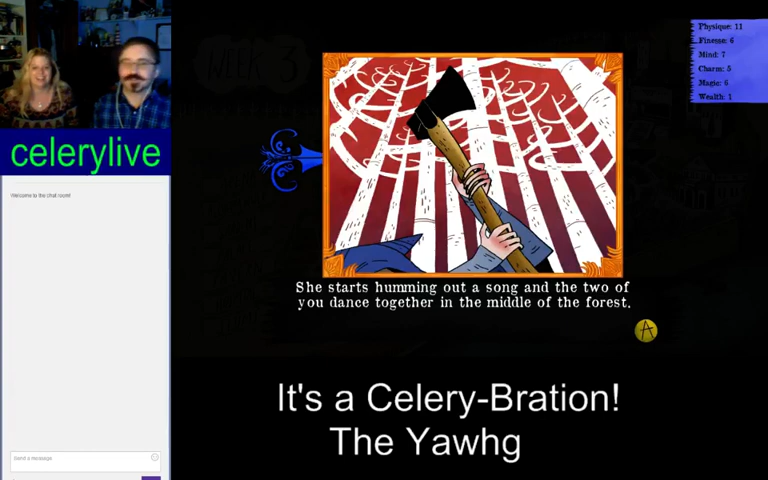 WEEK
Physique: 11
Finesse: 6
Mind: 7
Charm: 5
Magic: 6
Wealth: 1
celerylive
Welcome to the chat room!
She starts humming out a song and the two of
you dance together in the middle of the forest.
A
It's a Celery-Bration!
The Yawhg
Send a message